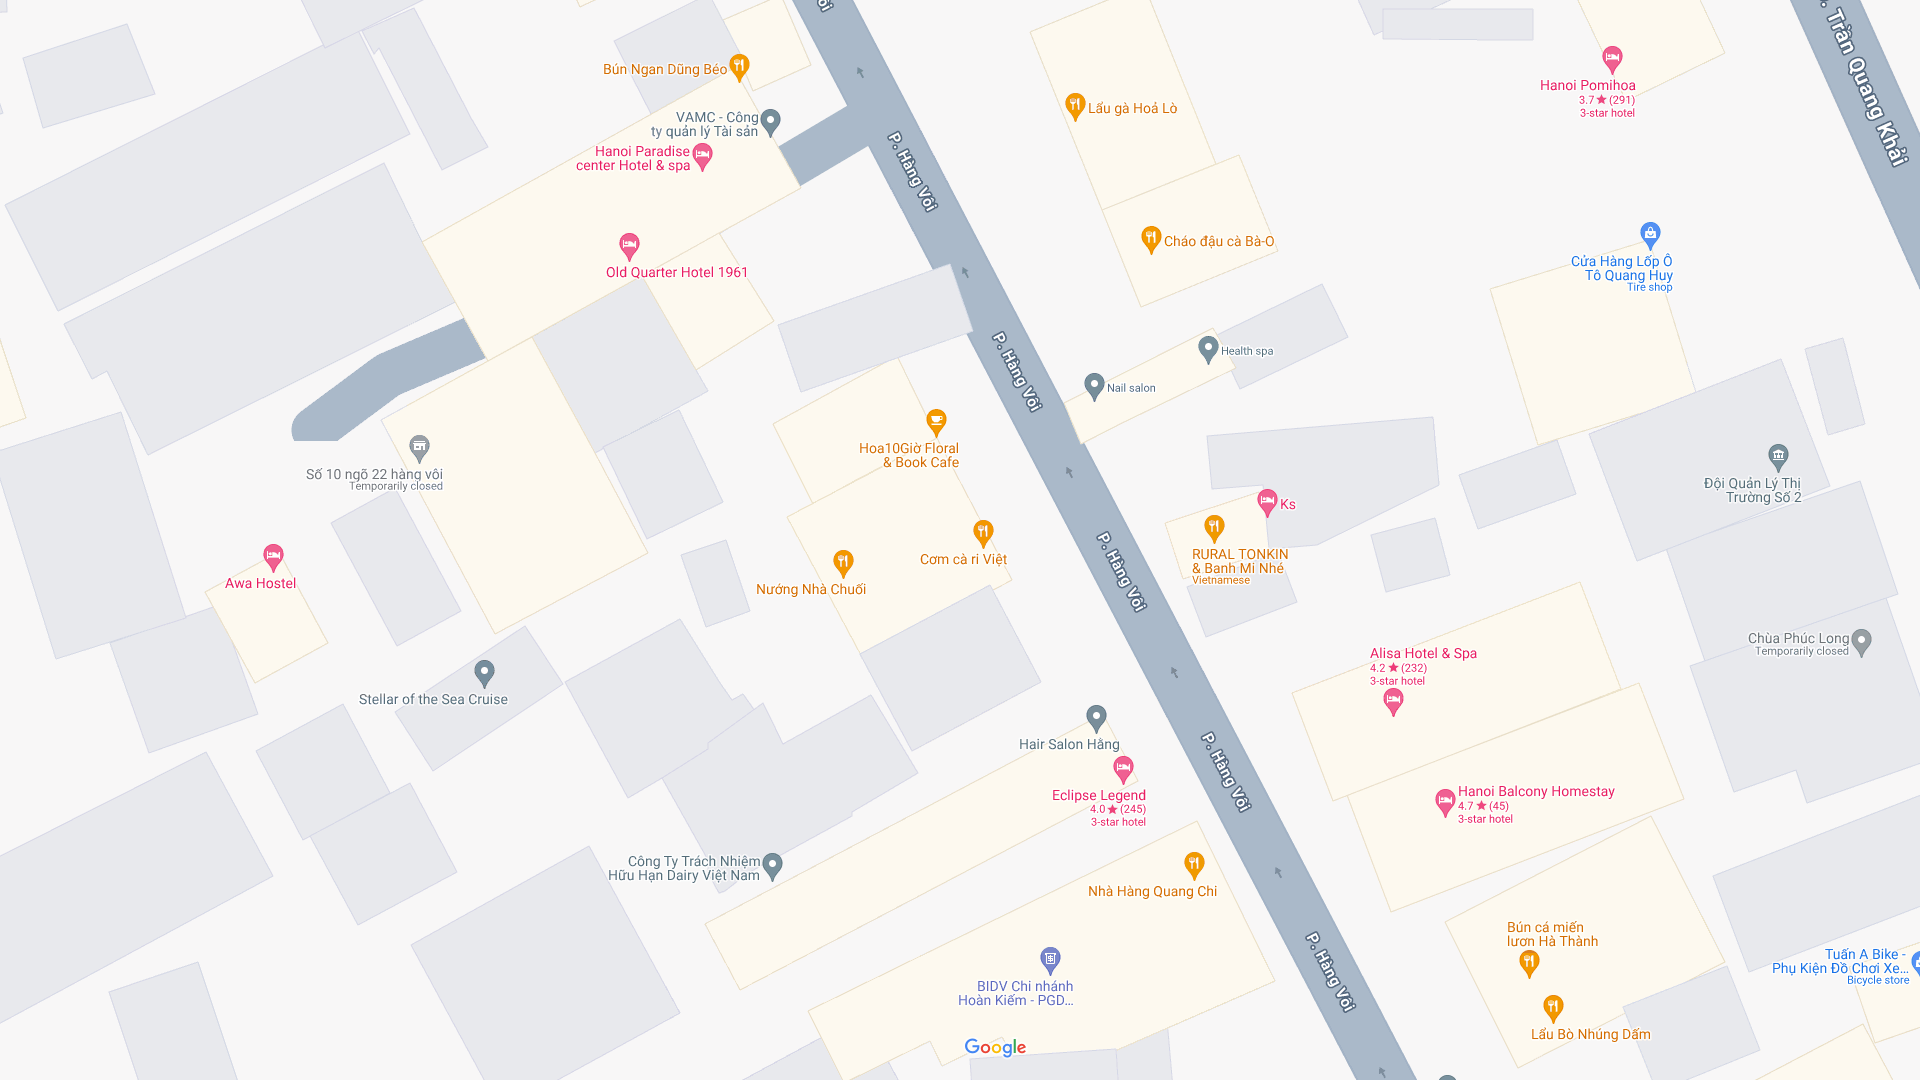 ôi
P. Hàng Vôi
P. Hàng Vôi
P. Hàng Vôi
P. Hàng Vôi
P. Hàng Vôi
. Trần Quang Khải
Bún Ngan Dũng Béo
VAMC - Công
ty quản lý Tài sản
Hanoi Paradise
center Hotel & spa
Old Quarter Hotel 1961
Lẩu gà Hoả Lò
Cháo đậu cà Bà-O
Hanoi Pomihoa
3.7 ★ (291)
3-star hotel
Cửa Hàng Lốp Ô
Tô Quang Huy
Tire shop
Health spa
Nail salon
Hoa10Giờ Floral
& Book Cafe
Số 10 ngõ 22 hàng vôi
Temporarily closed
Đội Quản Lý Thị
Trường Số 2
Ks
RURAL TONKIN
& Banh Mi Nhé
Vietnamese
Cơm cà ri Việt
Nướng Nhà Chuối
Awa Hostel
Chùa Phúc Long
Temporarily closed
Alisa Hotel & Spa
4.2 ★ (232)
3-star hotel
Stellar of the Sea Cruise
Hair Salon Hằng
Eclipse Legend
4.0 ★ (245)
3-star hotel
Hanoi Balcony Homestay
4.7 ★ (45)
3-star hotel
Công Ty Trách Nhiệm
Hữu Hạn Dairy Việt Nam
Nhà Hàng Quang Chi
Bún cá miến
lươn Hà Thành
Tuấn A Bike -
Phụ Kiện Đồ Chơi Xe...
Bicycle store
BIDV Chi nhánh
Hoàn Kiếm - PGD...
Lẩu Bò Nhúng Dấm
Google